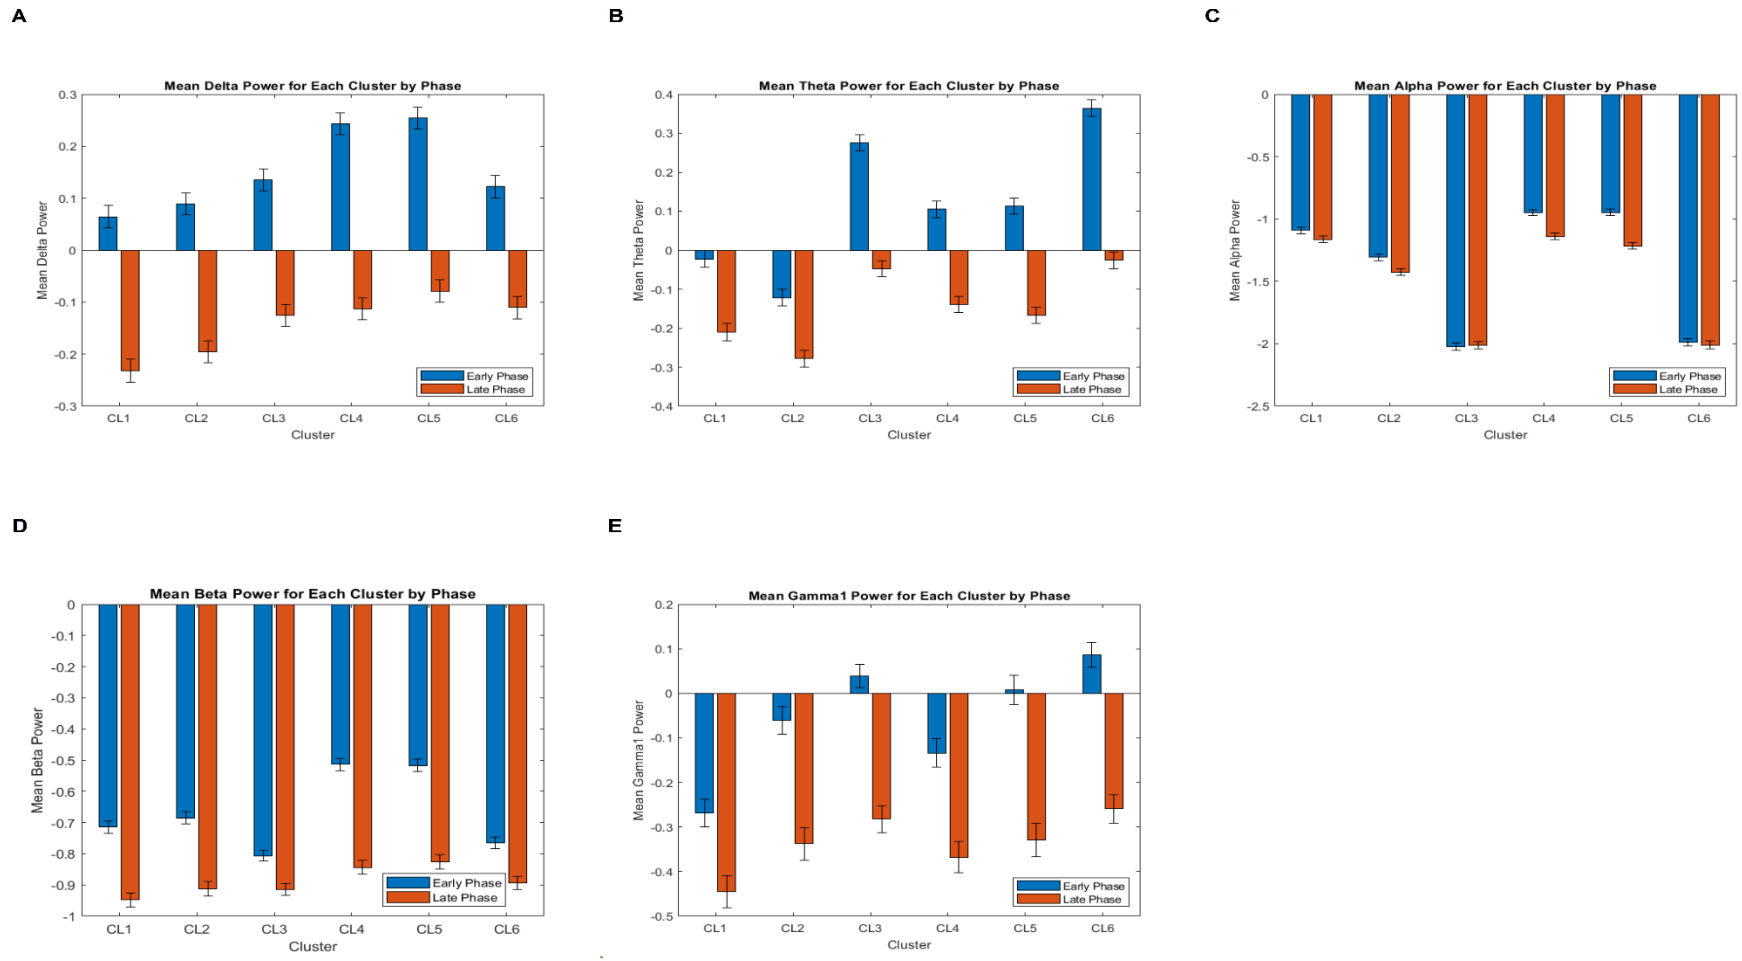 A
B
C
Mean Delta Power for Each Cluster by Phase
0.3
0.2
0.1
0
-0.1
-0.2
-0.3
Mean Delta Power
CL1 CL2 CL3 CL4 CL5 CL6
Cluster
Early Phase
Late Phase
Mean Theta Power for Each Cluster by Phase
0.4
0.3
0.2
0.1
0
-0.1
-0.2
-0.3
-0.4
Mean Theta Power
CL1 CL2 CL3 CL4 CL5 CL6
Cluster
Early Phase
Late Phase
Mean Alpha Power for Each Cluster by Phase
0
-0.5
-1
-1.5
-2
-2.5
Mean Alpha Power
CL1 CL2 CL3 CL4 CL5 CL6
Cluster
Early Phase
Late Phase
D
E
Mean Beta Power for Each Cluster by Phase
0
-0.1
-0.2
-0.3
-0.4
-0.5
-0.6
-0.7
-0.8
-0.9
-1
Mean Beta Power
CL1 CL2 CL3 CL4 CL5 CL6
Cluster
Early Phase
Late Phase
Mean Gamma1 Power for Each Cluster by Phase
0.2
0.1
0
-0.1
-0.2
-0.3
-0.4
-0.5
Mean Gamma1 Power
CL1 CL2 CL3 CL4 CL5 CL6
Cluster
Early Phase
Late Phase